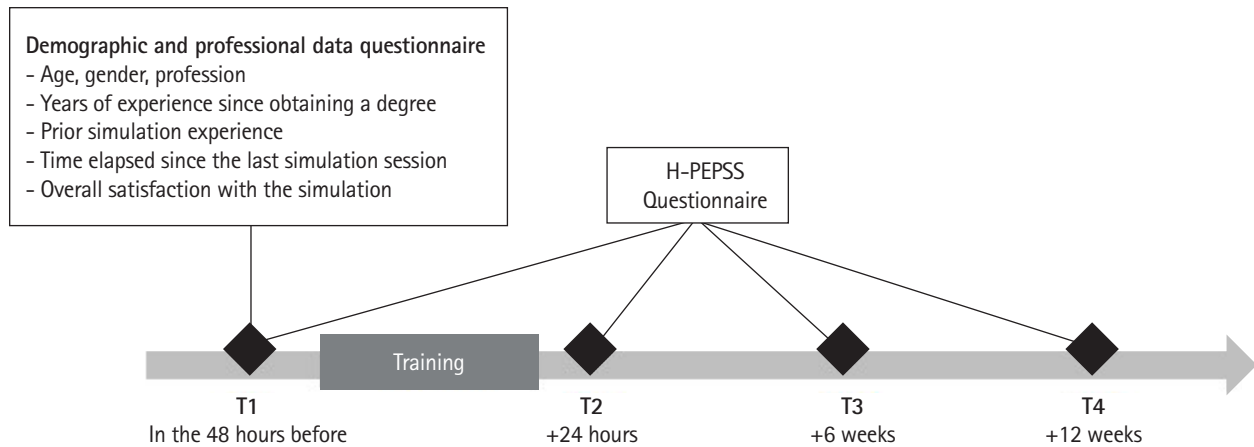 Demographic and professional data questionnaire
- Age, gender, profession
- Years of experience since obtaining a degree
- Prior simulation experience
- Time elapsed since the last simulation session
- Overall satisfaction with the simulation
H-PEPSS
Questionnaire
Training
T1
In the 48 hours before
T2
+24 hours
T3
+6 weeks
T4
+12 weeks